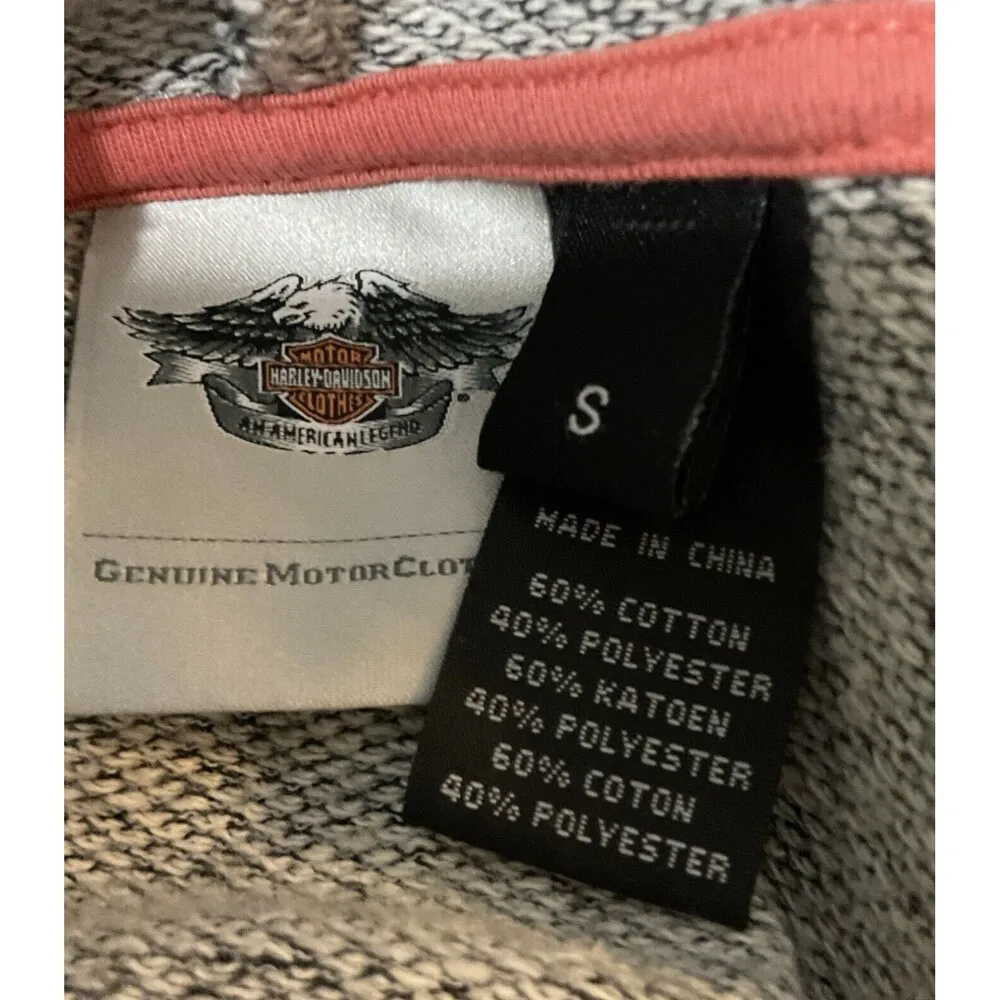 MOTOR
HARLEY-DAVIDSON
CLOTHES
®
AN AMERICAN LEGEND
GENUINE MOTORCLOT
S
MADE IN CHINA
60% COTTON
40% POLYESTER
60% KATOEN
40% POLYESTER
60% COTON
40% POLYESTER